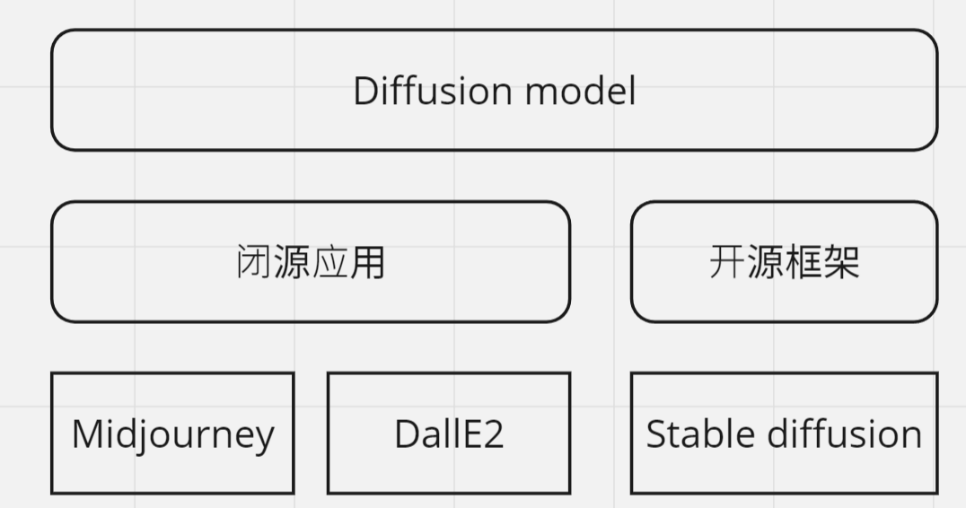 Diffusion model
闭源应用
开源框架
Midjourney
DallE2
Stable diffusion